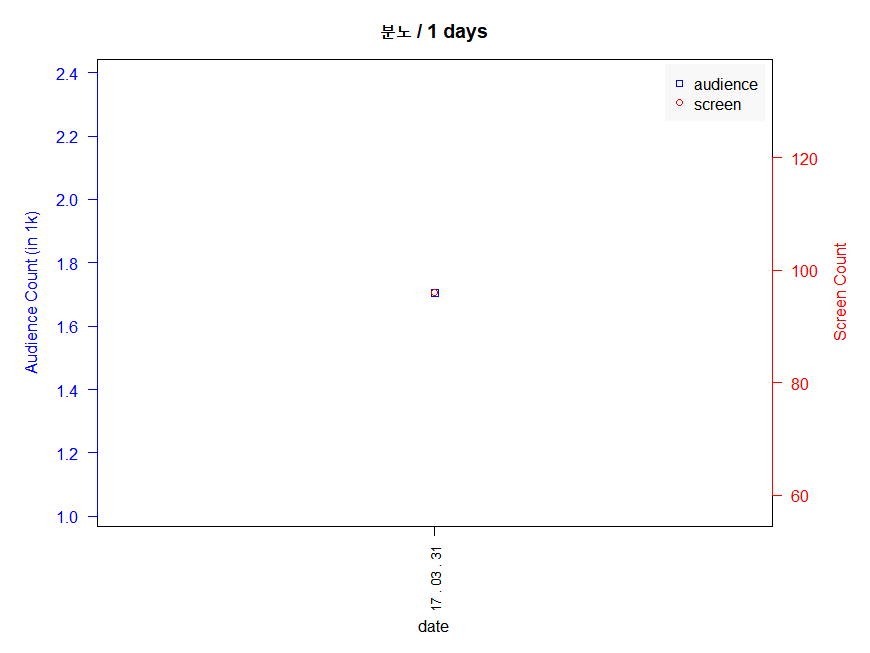 분노 / 1 days
audience
screen
2.4
2.2
2.0
1.8
1.6
1.4
1.2
1.0
Audience Count (in 1k)
120
100
80
60
Screen Count
17 . 03 . 31
date